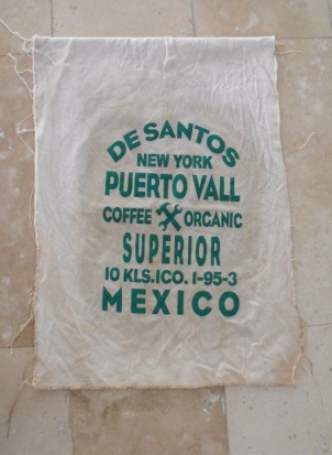 DE SANTOS
NEW YORK
PUERTO VALL
COFFEE ORGANIC
SUPERIOR
10 KLS.ICO. 1-95-3
MEXICO